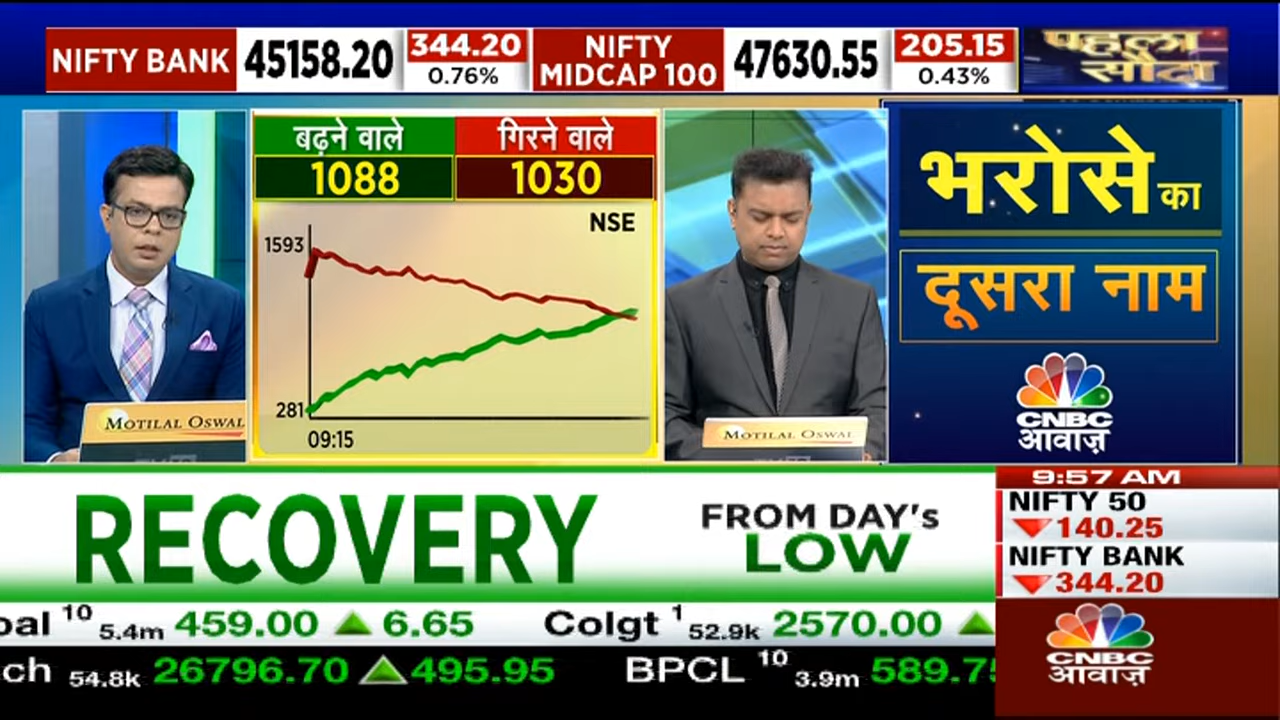 NIFTY BANK
45158.20
344.20
0.76%
NIFTY
MIDCAP 100
47630.55
205.15
0.43%
पहला
सौदा
बढ़ने वाले
1088
गिरने वाले
1030
NSE
1593
281
09:15
MOTILAL OSWAL
MOTILAL OSWAL
भरोसे का
दूसरा नाम
CNBC
आवाज़
RECOVERY
FROM DAY's
LOW
9:57 AM
NIFTY 50
140.25
NIFTY BANK
344.20
oal 10 5.4m 459.00 6.65 Colgt 1 52.9k 2570.00
ch 54.8k 26796.70 495.95 BPCL 10 3.9m 589.75
CNBC
आवाज़